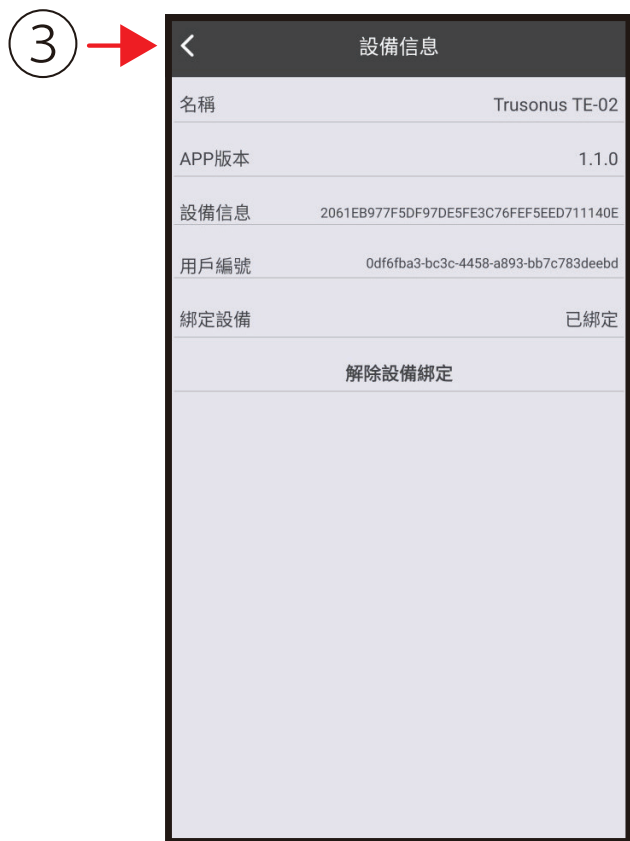 ③
設備信息
名稱 Trusonus TE-02
APP版本 1.1.0
設備信息 2061EB977F5DF97DE5FE3C76FEF5EED711140E
用戶編號 0df6fba3-bc3c-4458-a893-bb7c783deebd
綁定設備 已綁定
解除設備綁定